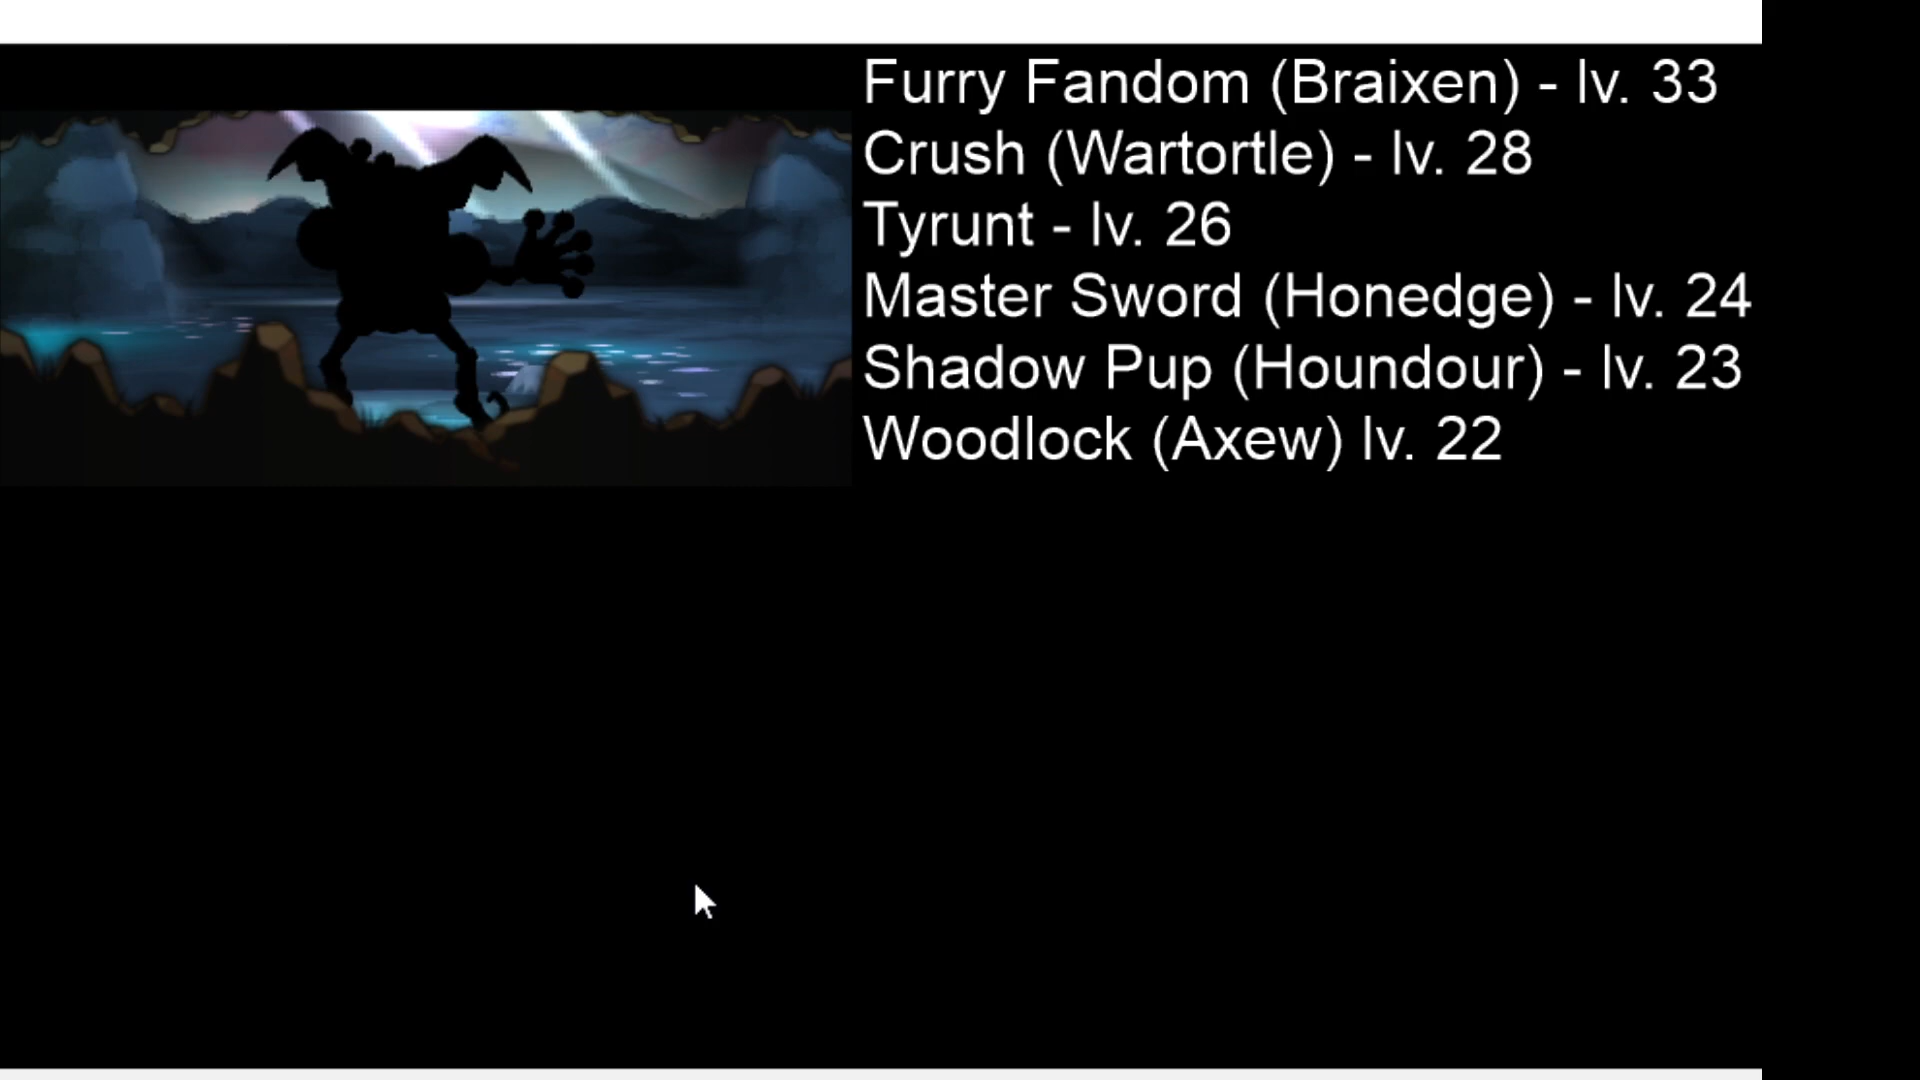 Furry Fandom (Braixen) - lv. 33
Crush (Wartortle) - lv. 28
Tyrunt - lv. 26
Master Sword (Honedge) - lv. 24
Shadow Pup (Houndour) - lv. 23
Woodlock (Axew) lv. 22